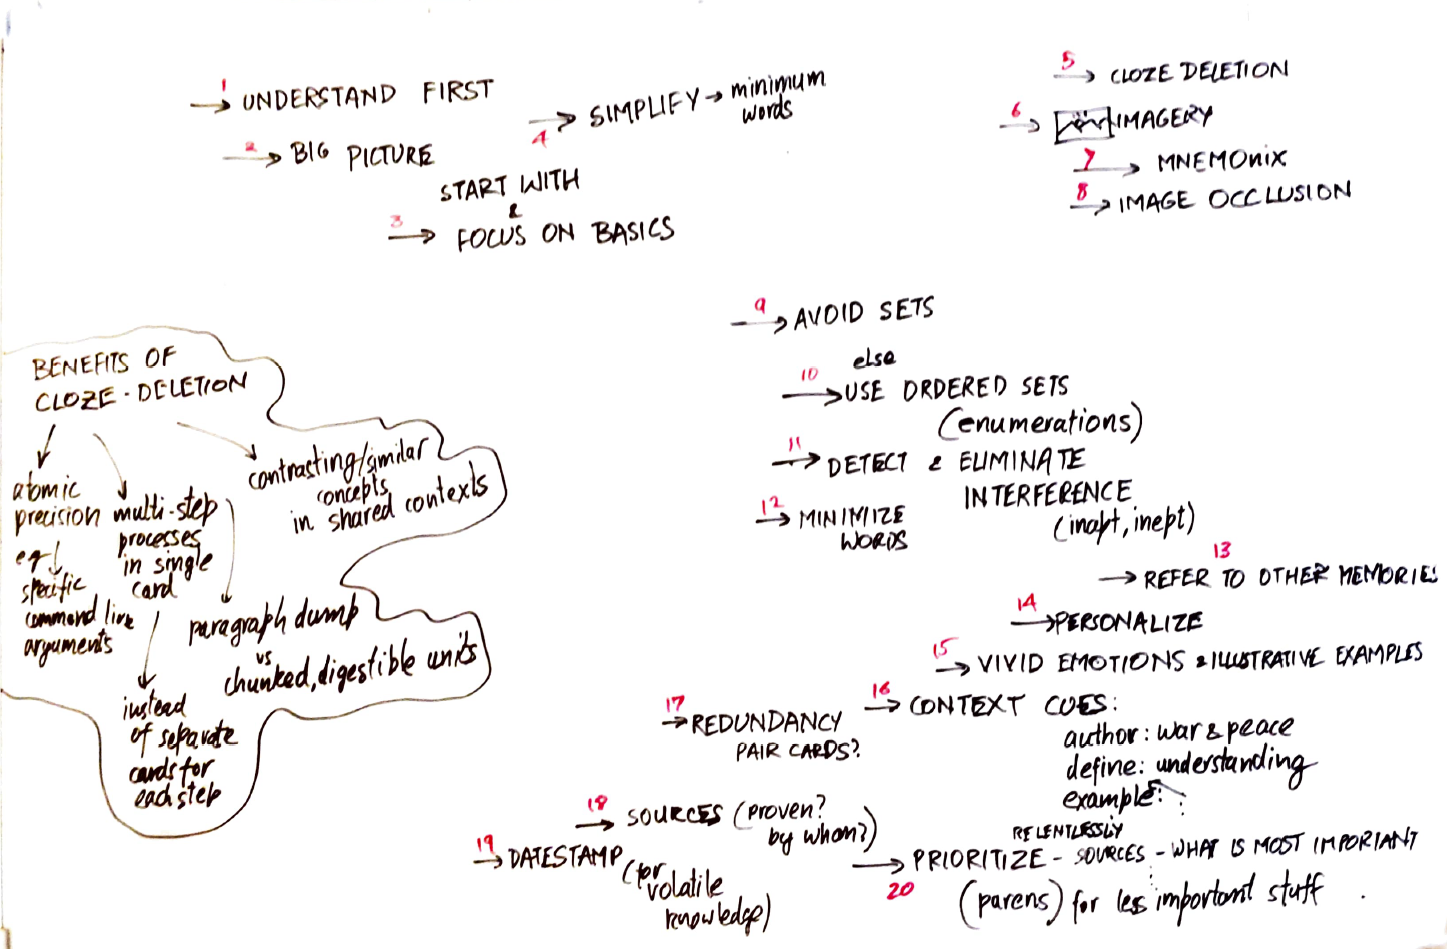 1
→ UNDERSTAND FIRST
2
→ BIG PICTURE
START WITH
&
3
→ FOCUS ON BASICS
4
→ SIMPLIFY → minimum
words
5
→ CLOZE DELETION
6
→ IMAGERY
7
→ MNEMONIX
8
→ IMAGE OCCLUSION
9
→ AVOID SETS
else
10
→ USE ORDERED SETS
(enumerations)
11
→ DETECT & ELIMINATE
INTERFERENCE
(inapt, inept)
12
→ MINIMIZE
WORDS
13
→ REFER TO OTHER MEMORIES
14
→ PERSONALIZE
15
→ VIVID EMOTIONS & ILLUSTRATIVE EXAMPLES
16
→ CONTEXT CUES:
author: war & peace
define: understanding
example:
17
→ REDUNDANCY
PAIR CARDS?
18
→ SOURCES (proven?
by whom?)
19
→ DATESTAMP
(for
volatile
knowledge)
RELENTLESSLY
→ PRIORITIZE - SOURCES - WHAT IS MOST IMPORTANT
20
(parens) for less important stuff
BENEFITS OF
CLOZE-DELETION
atomic
precision
eg
specific
command line
arguments
multi-step
processes
in single
card
instead
of separate
cards for
each step
paragraph dump
vs
chunked, digestible units
contrasting/similar
concepts
in shared contexts